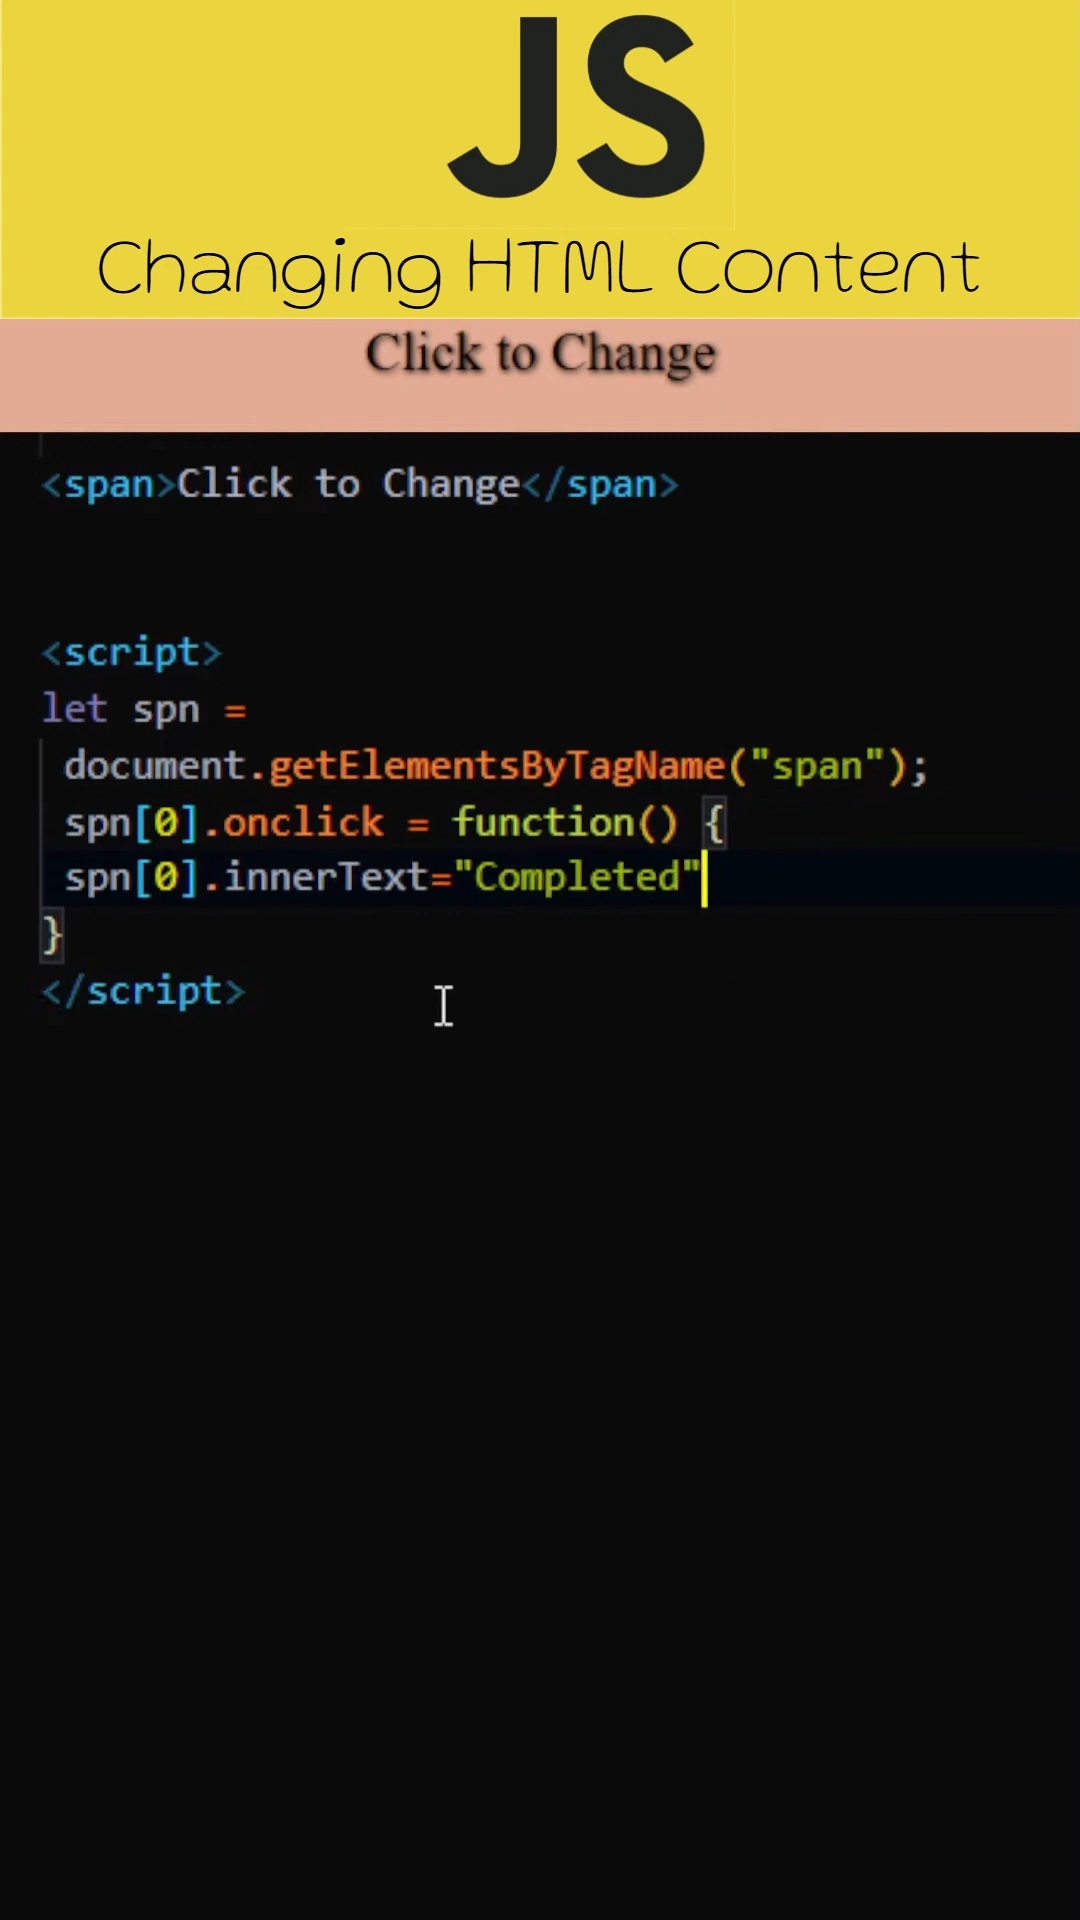 JS
Changing HTML Content
Click to Change
<span>Click to Change</span>
<script>
let spn =
document.getElementsByTagName("span");
spn[0].onclick = function() {
spn[0].innerText="Completed"
}
</script>